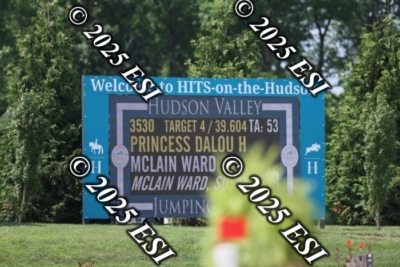 Welcome to HITS-on-the-Hudson
HUDSON VALLEY
3530 TARGET 4 / 39.604 TA: 53
PRINCESS DALOU H
MCLAIN WARD
MCLAIN WARD,
H H
JUMPING
© 2025 ESI
© 2025 ESI
© 2025 ESI
© 2025 ESI